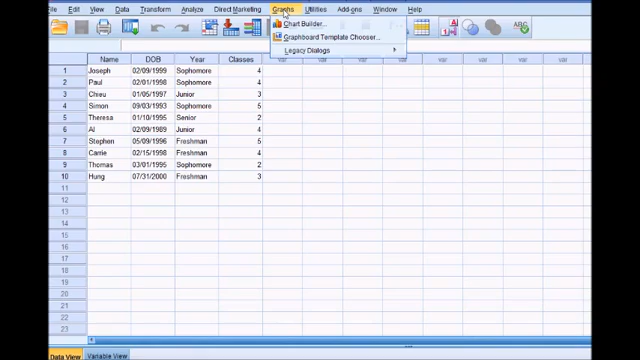 File Edit View Data Transform Analyze Direct Marketing Graphs Utilities Add-ons Window Help
Chart Builder...
Graphboard Template Chooser...
Legacy Dialogs
Name DOB Year Classes var var var var var var var
1 Joseph 02/09/1999 Sophomore 4
2 Paul 02/01/1998 Sophomore 4
3 Chieu 01/05/1997 Junior 3
4 Simon 09/03/1993 Sophomore 5
5 Theresa 01/10/1995 Senior 2
6 Al 02/09/1989 Junior 4
7 Stephen 05/09/1996 Freshman 5
8 Carrie 02/15/1998 Freshman 4
9 Thomas 03/01/1995 Sophomore 2
10 Hung 07/31/2000 Freshman 3
11
12
13
14
15
16
17
18
19
20
21
22
23
Data View Variable View